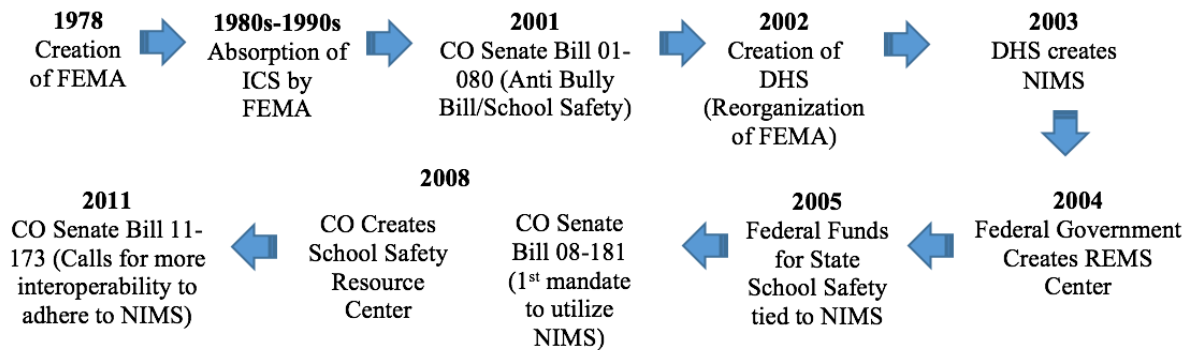 1978
Creation
of FEMA
1980s-1990s
Absorption of
ICS by
FEMA
2001
CO Senate Bill 01-
080 (Anti Bully
Bill/School Safety)
2002
Creation of
DHS
(Reorganization
of FEMA)
2003
DHS creates
NIMS
2004
Federal Government
Creates REMS
Center
2005
Federal Funds
for State
School Safety
tied to NIMS
2008
CO Senate
Bill 08-181
(1st mandate
to utilize
NIMS)
CO Creates
School Safety
Resource
Center
2011
CO Senate Bill 11-
173 (Calls for more
interoperability to
adhere to NIMS)